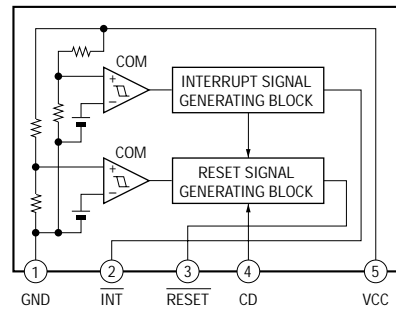 COM
+
−
INTERRUPT SIGNAL
GENERATING BLOCK
COM
+
−
RESET SIGNAL
GENERATING BLOCK
1 2 3 4 5
GND INT RESET CD VCC